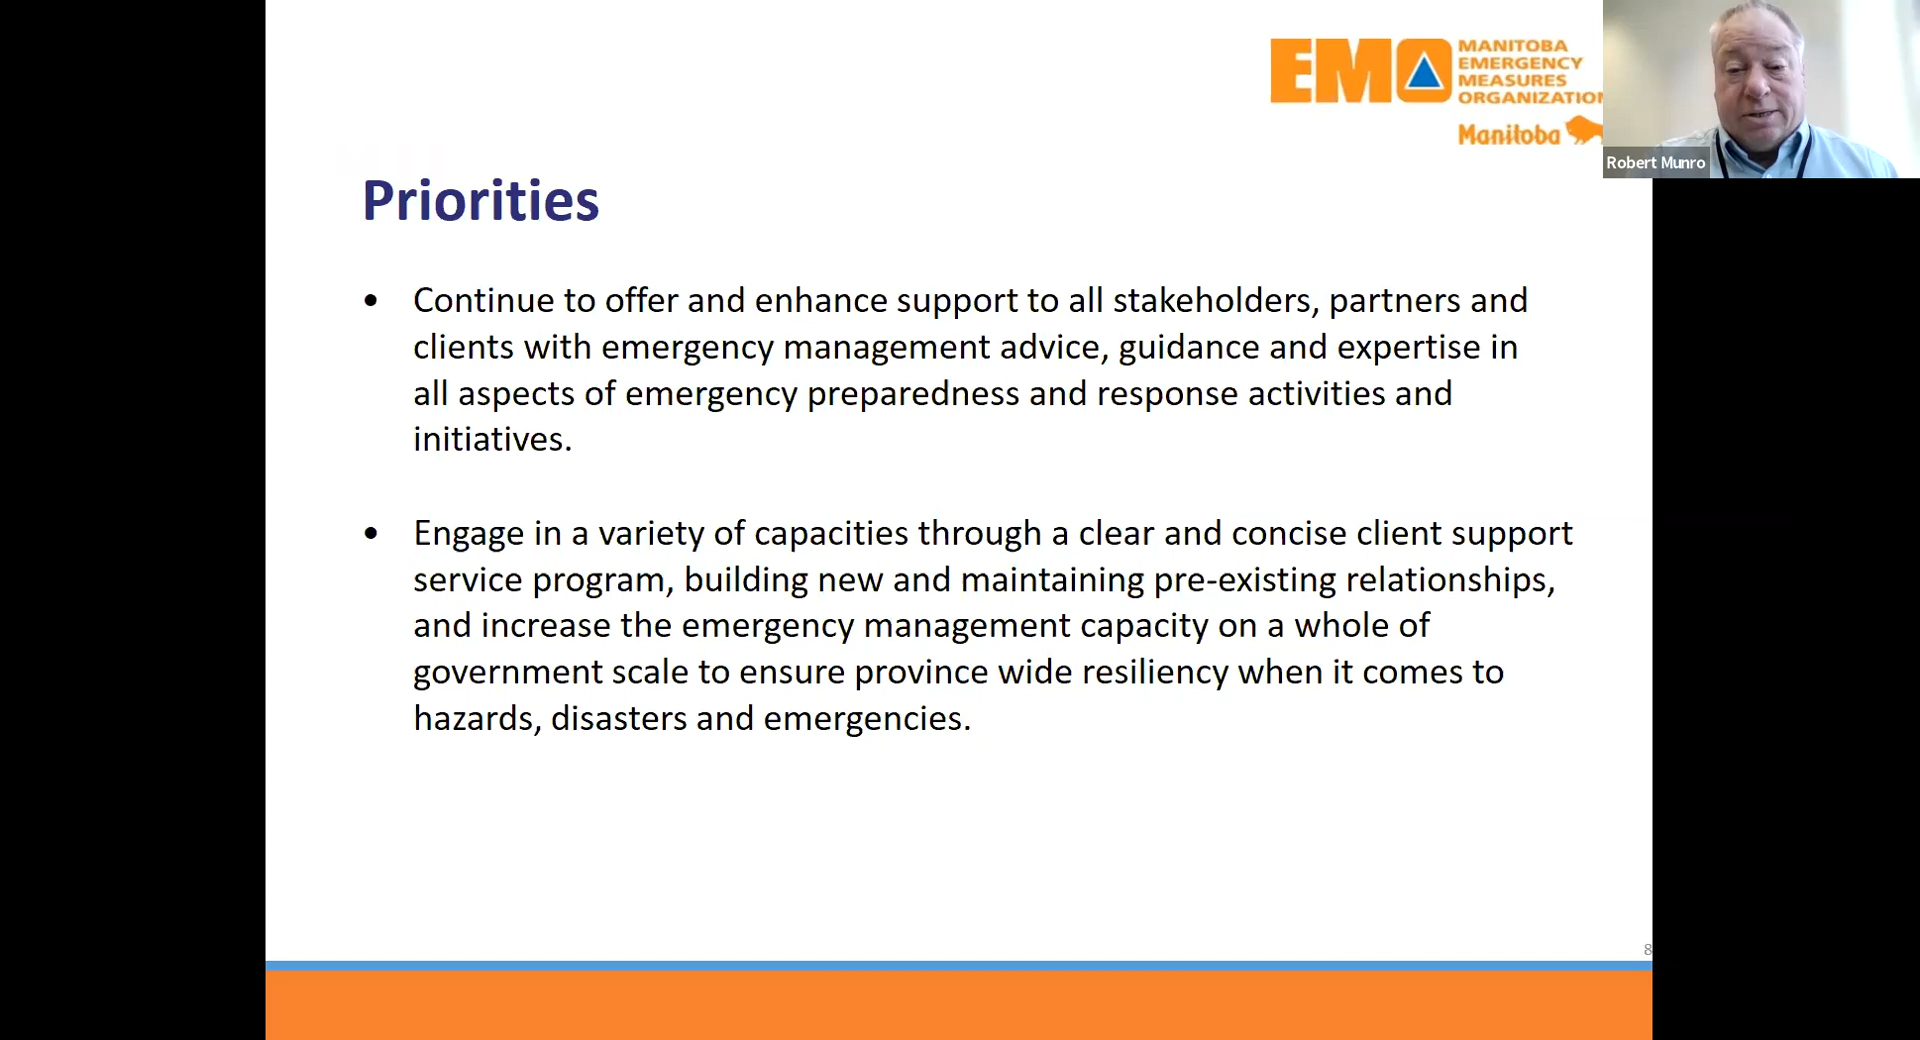 EMO
MANITOBA
EMERGENCY
MEASURES
ORGANIZATION
Manitoba
Robert Munro
Priorities
• Continue to offer and enhance support to all stakeholders, partners and
clients with emergency management advice, guidance and expertise in
all aspects of emergency preparedness and response activities and
initiatives.
• Engage in a variety of capacities through a clear and concise client support
service program, building new and maintaining pre-existing relationships,
and increase the emergency management capacity on a whole of
government scale to ensure province wide resiliency when it comes to
hazards, disasters and emergencies.
8